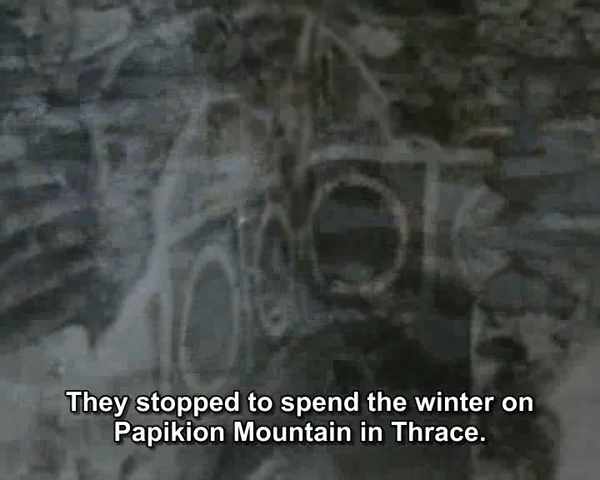 They stopped to spend the winter on
Papikion Mountain in Thrace.